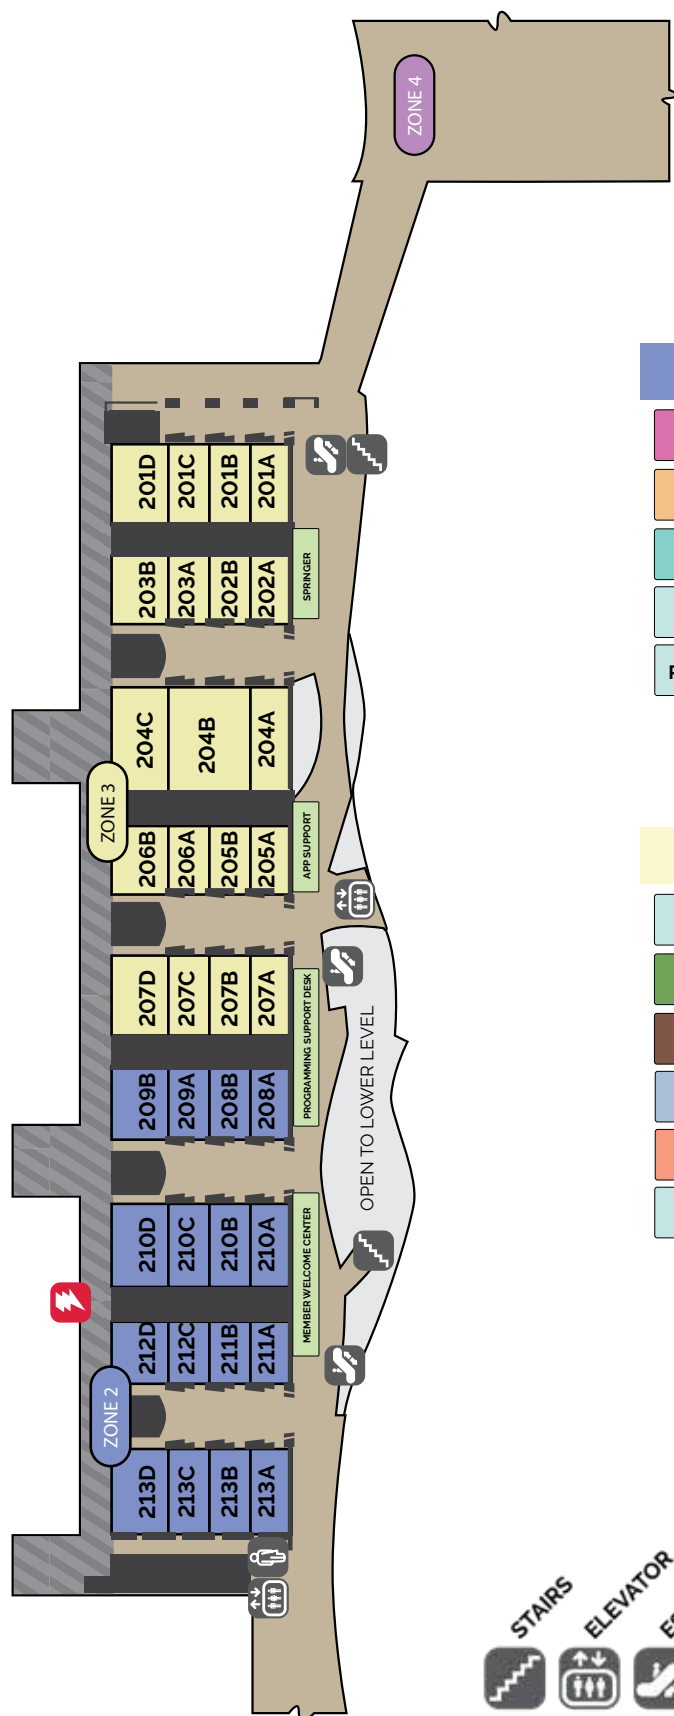 ZONE 4
201D
201C
201B
201A
203B
203A
202B
202A
SPRINGER
204C
204B
204A
ZONE 3
206B
206A
205B
205A
APP SUPPORT
207D
207C
207B
207A
209B
209A
208B
208A
PROGRAMMING SUPPORT DESK
OPEN TO LOWER LEVEL
210D
210C
210B
210A
212D
212C
211B
211A
MEMBER WELCOME CENTER
ZONE 2
213D
213C
213B
213A
STAIRS
ELEVATOR